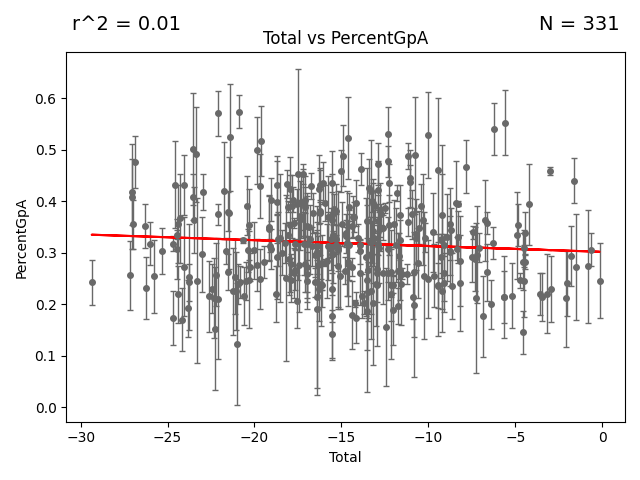 r^2 = 0.01
N = 331
Total vs PercentGpA
PercentGpA
0.6
0.5
0.4
0.3
0.2
0.1
0.0
−30 −25 −20 −15 −10 −5 0
Total